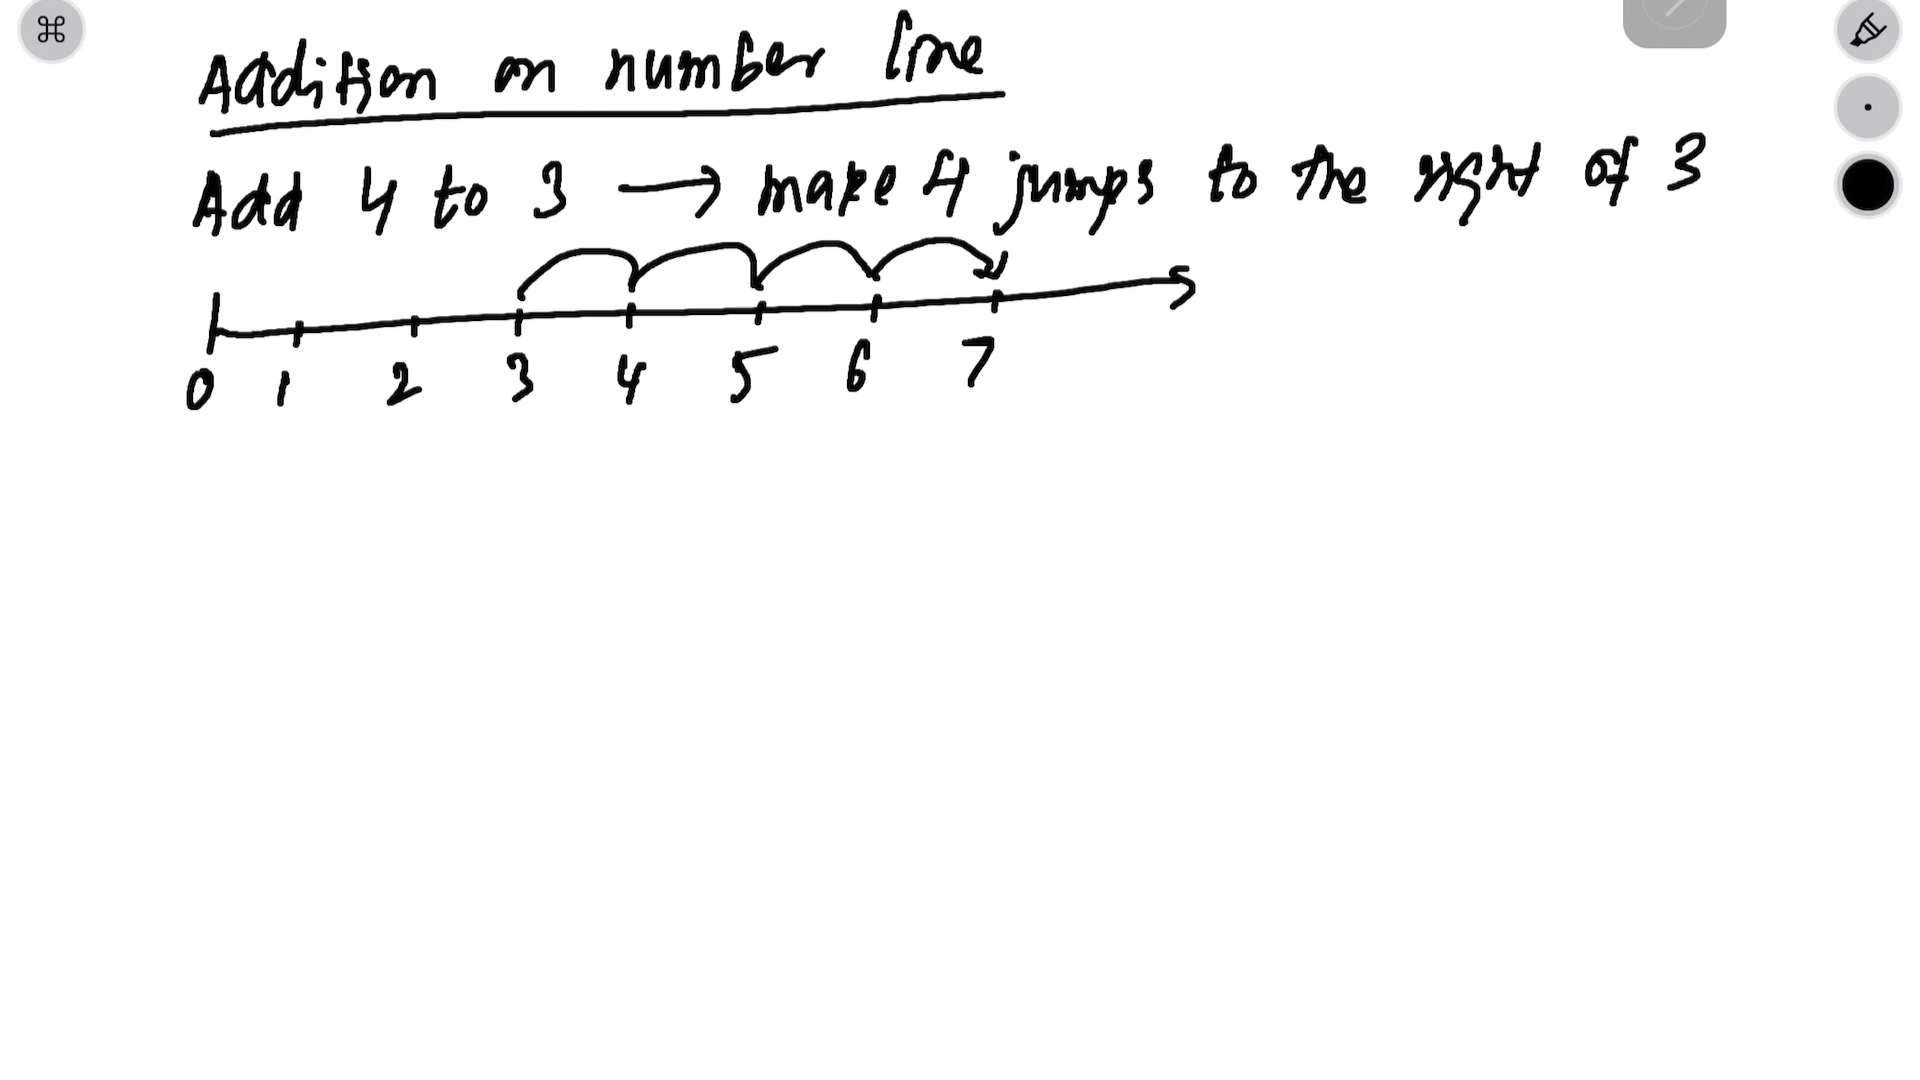 Addition on number line
Add 4 to 3 → make 4 jumps to the right of 3
0 1 2 3 4 5 6 7